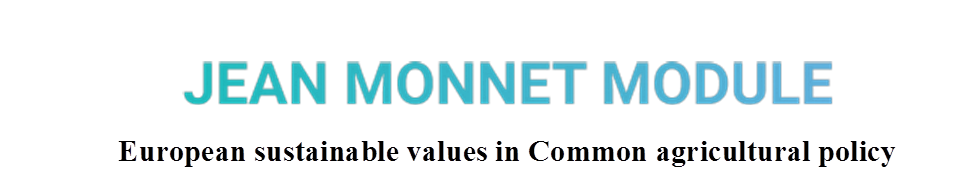 JEAN MONNET MODULE
European sustainable values in Common agricultural policy